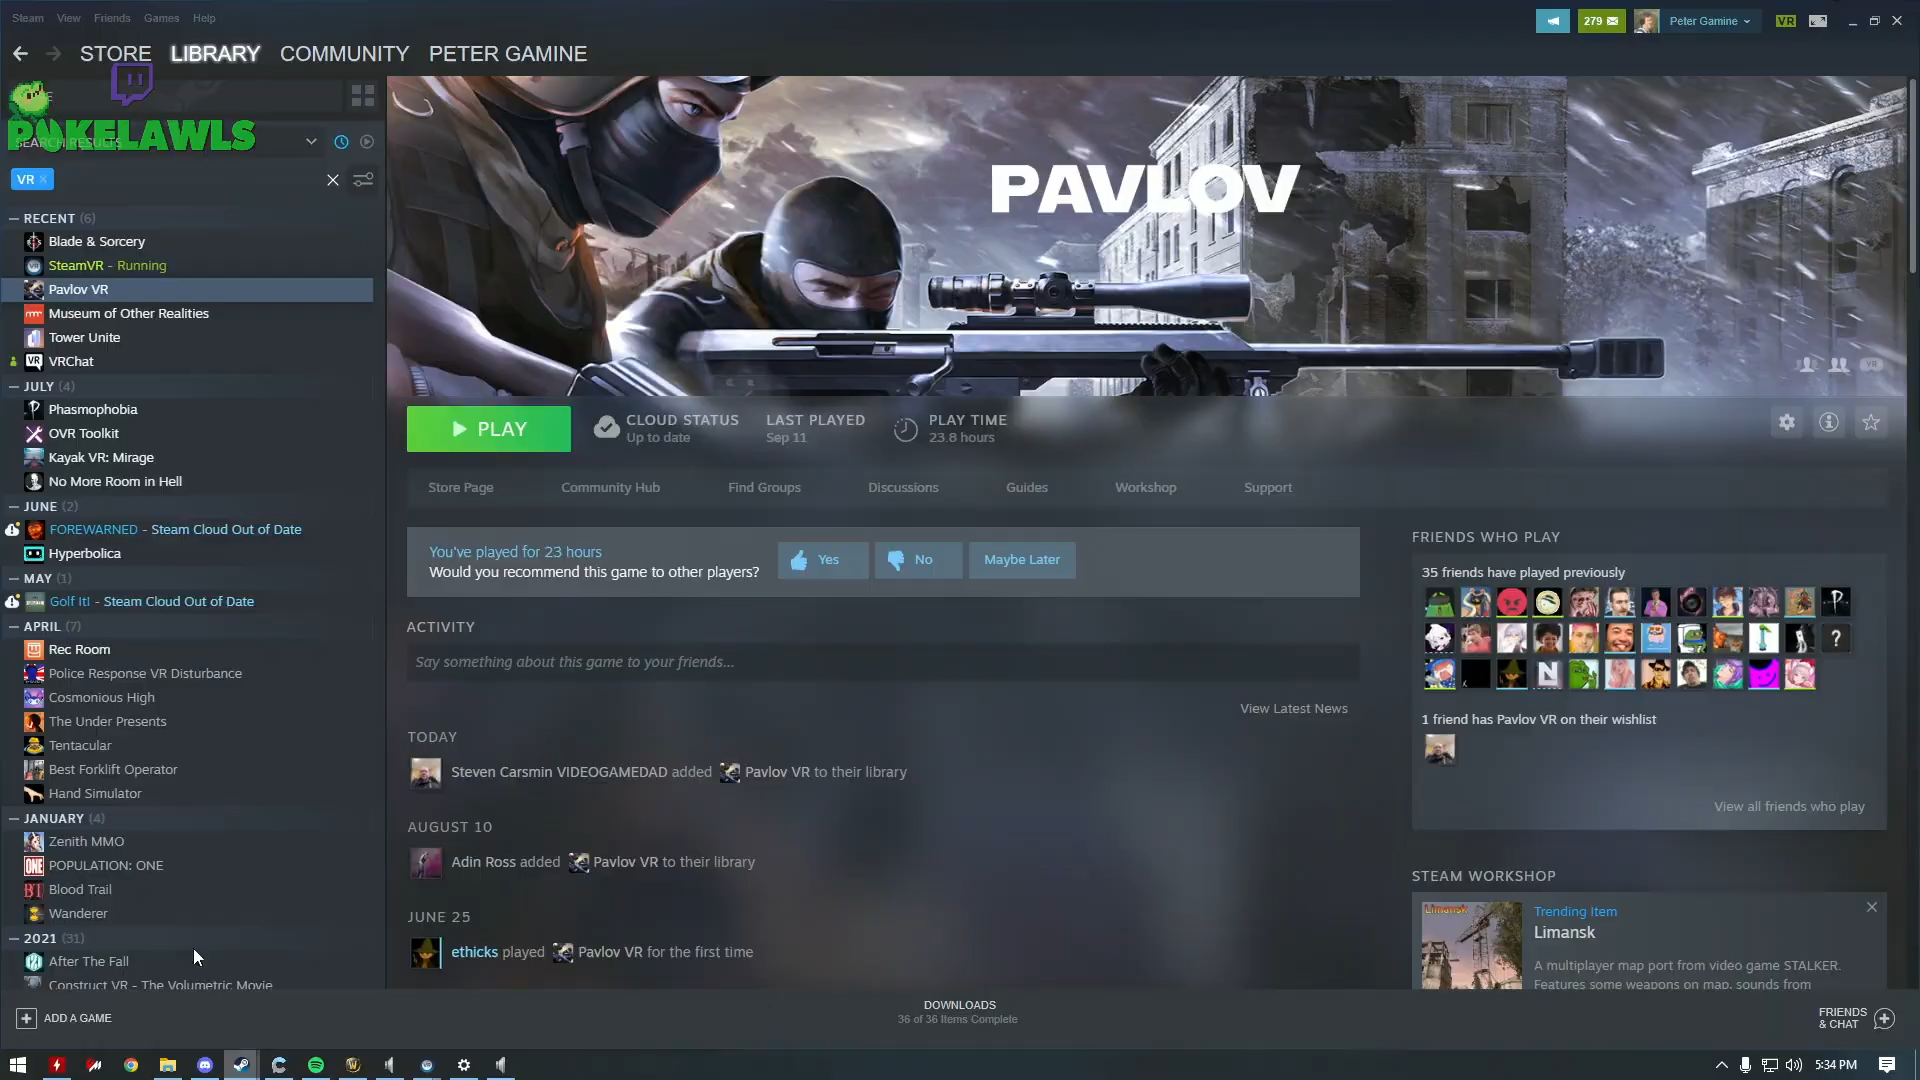 Steam View Friends Games Help
279
Peter Gamine
VR
STORE LIBRARY COMMUNITY PETER GAMINE
POKELAWLS
SEARCH RESULTS
VR
RECENT (6)
Blade & Sorcery
SteamVR - Running
Pavlov VR
Museum of Other Realities
Tower Unite
VRChat
JULY (4)
Phasmophobia
OVR Toolkit
Kayak VR: Mirage
No More Room in Hell
JUNE (2)
FOREWARNED - Steam Cloud Out of Date
Hyperbolica
MAY (1)
Golf It! - Steam Cloud Out of Date
APRIL (7)
Rec Room
Police Response VR Disturbance
Cosmonious High
The Under Presents
Tentacular
Best Forklift Operator
Hand Simulator
JANUARY (4)
Zenith MMO
POPULATION: ONE
Blood Trail
Wanderer
2021 (31)
After The Fall
Construct VR - The Volumetric Movie
ADD A GAME
PAVLOV
PLAY
CLOUD STATUS
Up to date
LAST PLAYED
Sep 11
PLAY TIME
23.8 hours
Store Page Community Hub Find Groups Discussions Guides Workshop Support
You've played for 23 hours
Would you recommend this game to other players?
Yes No Maybe Later
ACTIVITY
Say something about this game to your friends...
View Latest News
TODAY
Steven Carsmin VIDEOGAMEDAD added Pavlov VR to their library
AUGUST 10
Adin Ross added Pavlov VR to their library
JUNE 25
ethicks played Pavlov VR for the first time
FRIENDS WHO PLAY
35 friends have played previously
1 friend has Pavlov VR on their wishlist
View all friends who play
STEAM WORKSHOP
Limansk
Trending Item
Limansk
A multiplayer map port from video game STALKER.
Features some weapons on map, sounds from
DOWNLOADS
36 of 36 Items Complete
FRIENDS
& CHAT
5:34 PM